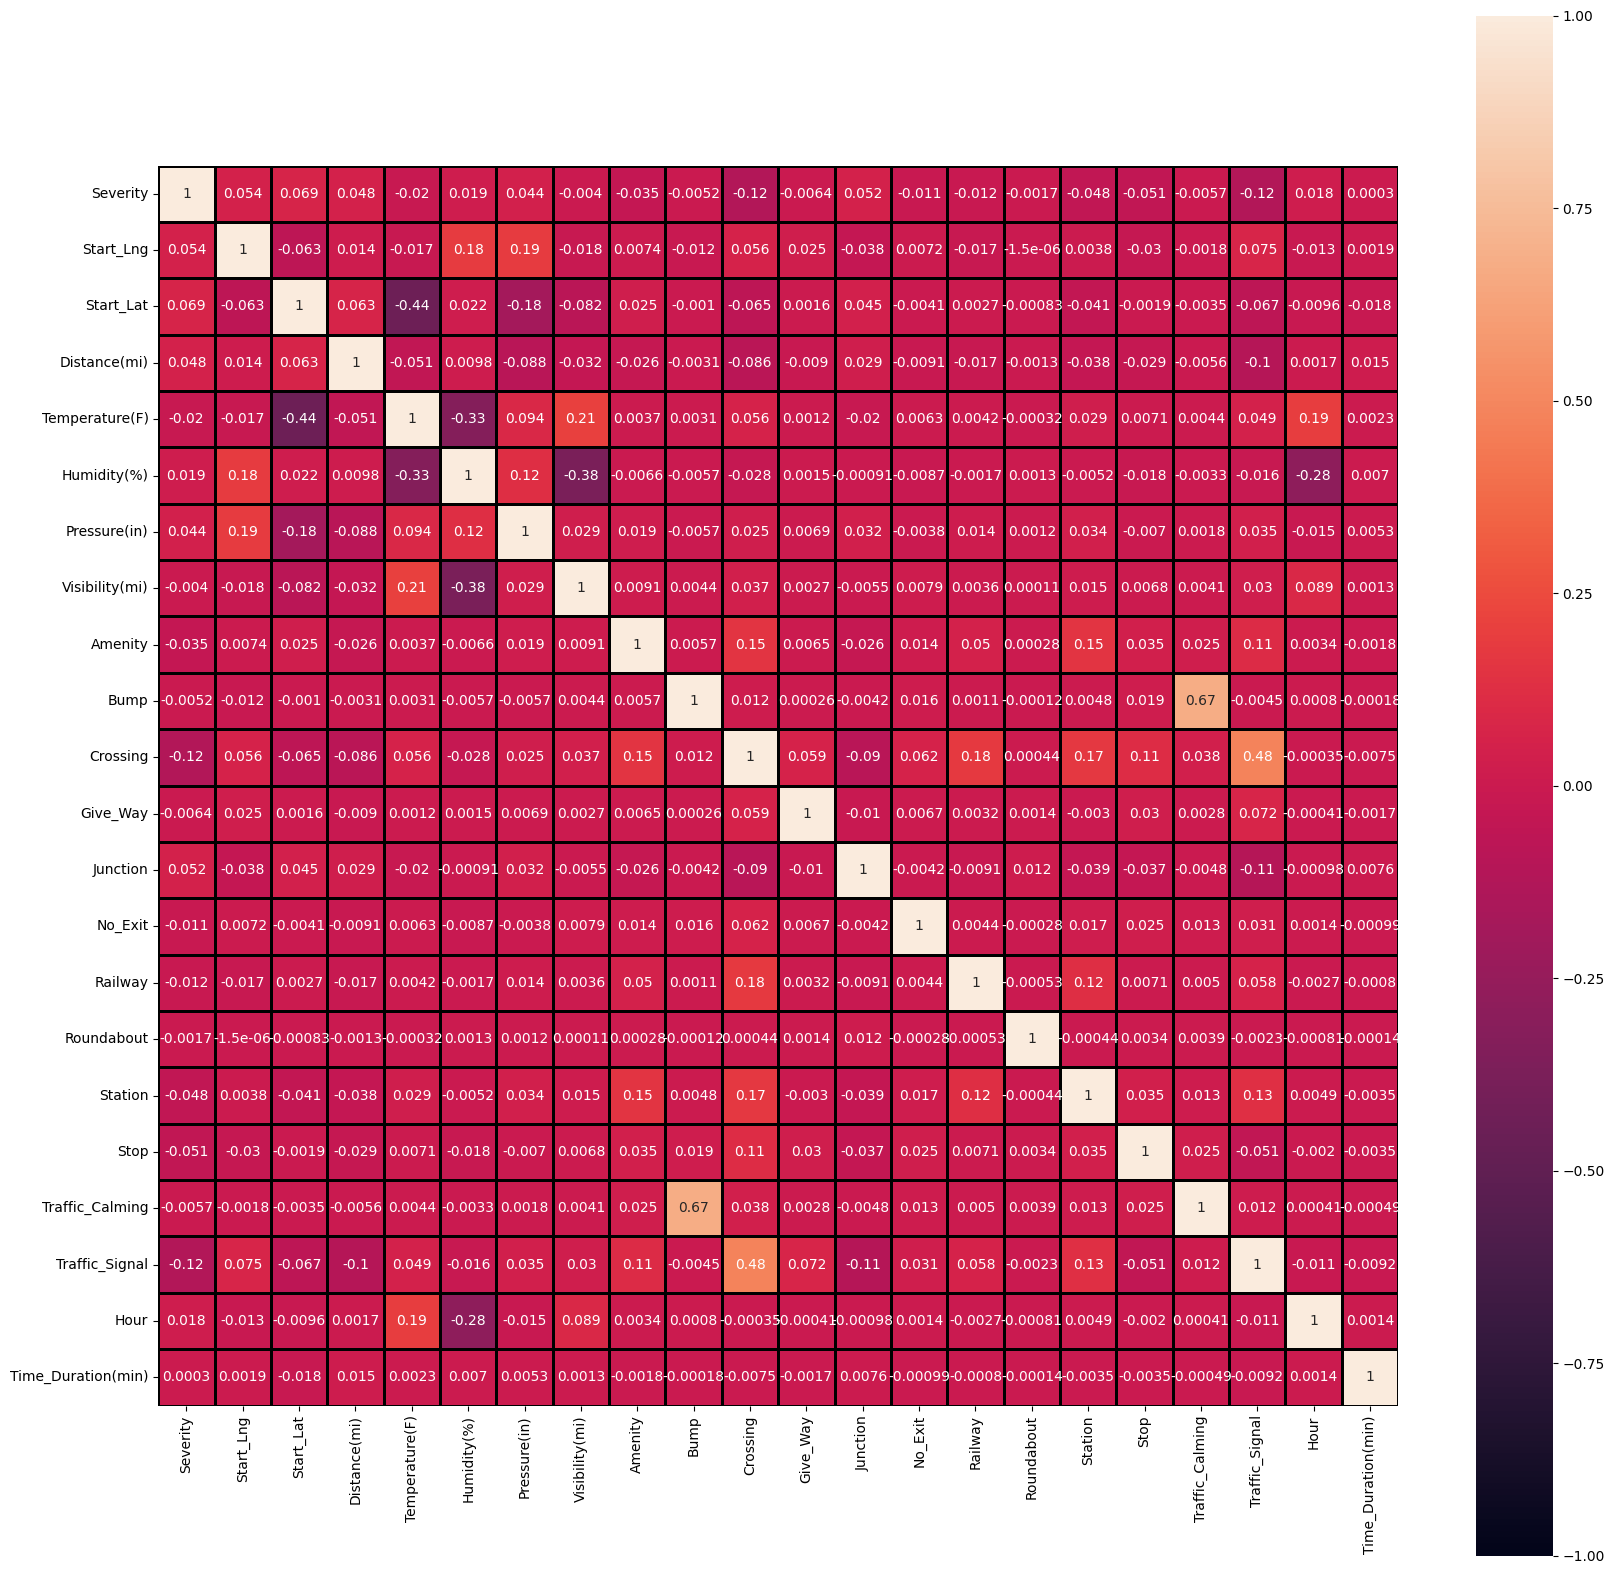 1.00
Severity 1 0.054 0.069 0.048 -0.02 0.019 0.044 -0.004 -0.035 -0.0052 -0.12 -0.0064 0.052 -0.011 -0.012 -0.0017 -0.048 -0.051 -0.0057 -0.12 0.018 0.0003
0.75
Start_Lng 0.054 1 -0.063 0.014 -0.017 0.18 0.19 -0.018 0.0074 -0.012 0.056 0.025 -0.038 0.0072 -0.017 -1.5e-06 0.0038 -0.03 -0.0018 0.075 -0.013 0.0019
Start_Lat 0.069 -0.063 1 0.063 -0.44 0.022 -0.18 -0.082 0.025 -0.001 -0.065 0.0016 0.045 -0.0041 0.0027 -0.00083 -0.041 -0.0019 -0.0035 -0.067 -0.0096 -0.018
Distance(mi) 0.048 0.014 0.063 1 -0.051 0.0098 -0.088 -0.032 -0.026 -0.0031 -0.086 -0.009 0.029 -0.0091 -0.017 -0.0013 -0.038 -0.029 -0.0056 -0.1 0.0017 0.015
0.50
Temperature(F) -0.02 -0.017 -0.44 -0.051 1 -0.33 0.094 0.21 0.0037 0.0031 0.056 0.0012 -0.02 0.0063 0.0042 -0.00032 0.029 0.0071 0.0044 0.049 0.19 0.0023
Humidity(%) 0.019 0.18 0.022 0.0098 -0.33 1 0.12 -0.38 -0.0066 -0.0057 -0.028 0.0015 -0.00091 -0.0087 -0.0017 0.0013 -0.0052 -0.018 -0.0033 -0.016 -0.28 0.007
Pressure(in) 0.044 0.19 -0.18 -0.088 0.094 0.12 1 0.029 0.019 -0.0057 0.025 0.0069 0.032 -0.0038 0.014 0.0012 0.034 -0.007 0.0018 0.035 -0.015 0.0053
0.25
Visibility(mi) -0.004 -0.018 -0.082 -0.032 0.21 -0.38 0.029 1 0.0091 0.0044 0.037 0.0027 -0.0055 0.0079 0.0036 0.00011 0.015 0.0068 0.0041 0.03 0.089 0.0013
Amenity -0.035 0.0074 0.025 -0.026 0.0037 -0.0066 0.019 0.0091 1 0.0057 0.15 0.0065 -0.026 0.014 0.05 0.00028 0.15 0.035 0.025 0.11 0.0034 -0.0018
Bump -0.0052 -0.012 -0.001 -0.0031 0.0031 -0.0057 -0.0057 0.0044 0.0057 1 0.012 0.00026 -0.0042 0.016 0.0011 -0.00012 0.0048 0.019 0.67 -0.0045 0.0008 -0.00018
Crossing -0.12 0.056 -0.065 -0.086 0.056 -0.028 0.025 0.037 0.15 0.012 1 0.059 -0.09 0.062 0.18 0.00044 0.17 0.11 0.038 0.48 -0.00035 -0.0075
0.00
Give_Way -0.0064 0.025 0.0016 -0.009 0.0012 0.0015 0.0069 0.0027 0.0065 0.00026 0.059 1 -0.01 0.0067 0.0032 0.0014 -0.003 0.03 0.0028 0.072 -0.00041 -0.0017
Junction 0.052 -0.038 0.045 0.029 -0.02 -0.00091 0.032 -0.0055 -0.026 -0.0042 -0.09 -0.01 1 -0.0042 -0.0091 0.012 -0.039 -0.037 -0.0048 -0.11 -0.00098 0.0076
No_Exit -0.011 0.0072 -0.0041 -0.0091 0.0063 -0.0087 -0.0038 0.0079 0.014 0.016 0.062 0.0067 -0.0042 1 0.0044 -0.00028 0.017 0.025 0.013 0.031 0.0014 -0.00099
−0.25
Railway -0.012 -0.017 0.0027 -0.017 0.0042 -0.0017 0.014 0.0036 0.05 0.0011 0.18 0.0032 -0.0091 0.0044 1 -0.00053 0.12 0.0071 0.005 0.058 -0.0027 -0.0008
Roundabout -0.0017 -1.5e-06 -0.00083 -0.0013 -0.00032 0.0013 0.0012 0.00011 0.00028 -0.00012 0.00044 0.0014 0.012 -0.00028 -0.00053 1 -0.00044 0.0034 0.0039 -0.0023 -0.00081 -0.00014
Station -0.048 0.0038 -0.041 -0.038 0.029 -0.0052 0.034 0.015 0.15 0.0048 0.17 -0.003 -0.039 0.017 0.12 -0.00044 1 0.035 0.013 0.13 0.0049 -0.0035
Stop -0.051 -0.03 -0.0019 -0.029 0.0071 -0.018 -0.007 0.0068 0.035 0.019 0.11 0.03 -0.037 0.025 0.0071 0.0034 0.035 1 0.025 -0.051 -0.002 -0.0035
−0.50
Traffic_Calming -0.0057 -0.0018 -0.0035 -0.0056 0.0044 -0.0033 0.0018 0.0041 0.025 0.67 0.038 0.0028 -0.0048 0.013 0.005 0.0039 0.013 0.025 1 0.012 0.00041 -0.00049
Traffic_Signal -0.12 0.075 -0.067 -0.1 0.049 -0.016 0.035 0.03 0.11 -0.0045 0.48 0.072 -0.11 0.031 0.058 -0.0023 0.13 -0.051 0.012 1 -0.011 -0.0092
Hour 0.018 -0.013 -0.0096 0.0017 0.19 -0.28 -0.015 0.089 0.0034 0.0008 -0.00035 -0.00041 -0.00098 0.0014 -0.0027 -0.00081 0.0049 -0.002 0.00041 -0.011 1 0.0014
−0.75
Time_Duration(min) 0.0003 0.0019 -0.018 0.015 0.0023 0.007 0.0053 0.0013 -0.0018 -0.00018 -0.0075 -0.0017 0.0076 -0.00099 -0.0008 -0.00014 -0.0035 -0.0035 -0.00049 -0.0092 0.0014 1
−1.00
Severity
Start_Lng
Start_Lat
Distance(mi)
Temperature(F)
Humidity(%)
Pressure(in)
Visibility(mi)
Amenity
Bump
Crossing
Give_Way
Junction
No_Exit
Railway
Roundabout
Station
Stop
Traffic_Calming
Traffic_Signal
Hour
Time_Duration(min)